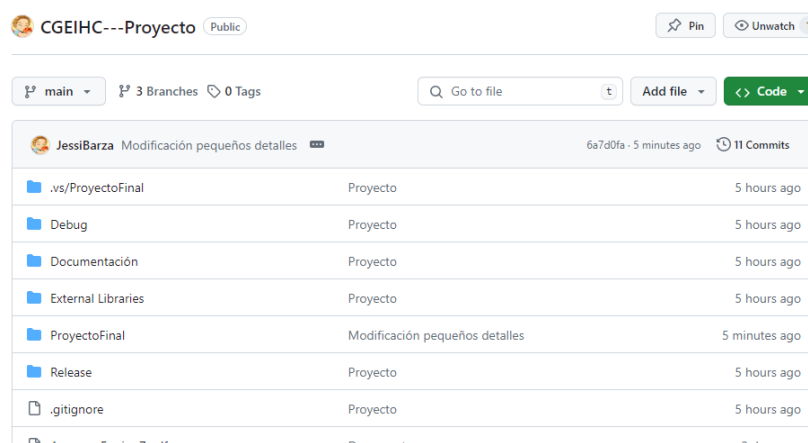 CGEIHC---Proyecto Public Pin Unwatch
main 3 Branches 0 Tags Go to file t Add file Code
JessiBarza Modificación pequeños detalles 6a7d0fa · 5 minutes ago 11 Commits
.vs/ProyectoFinal Proyecto 5 hours ago
Debug Proyecto 5 hours ago
Documentación Proyecto 5 hours ago
External Libraries Proyecto 5 hours ago
ProyectoFinal Modificación pequeños detalles 5 minutes ago
Release Proyecto 5 hours ago
.gitignore Proyecto 5 hours ago